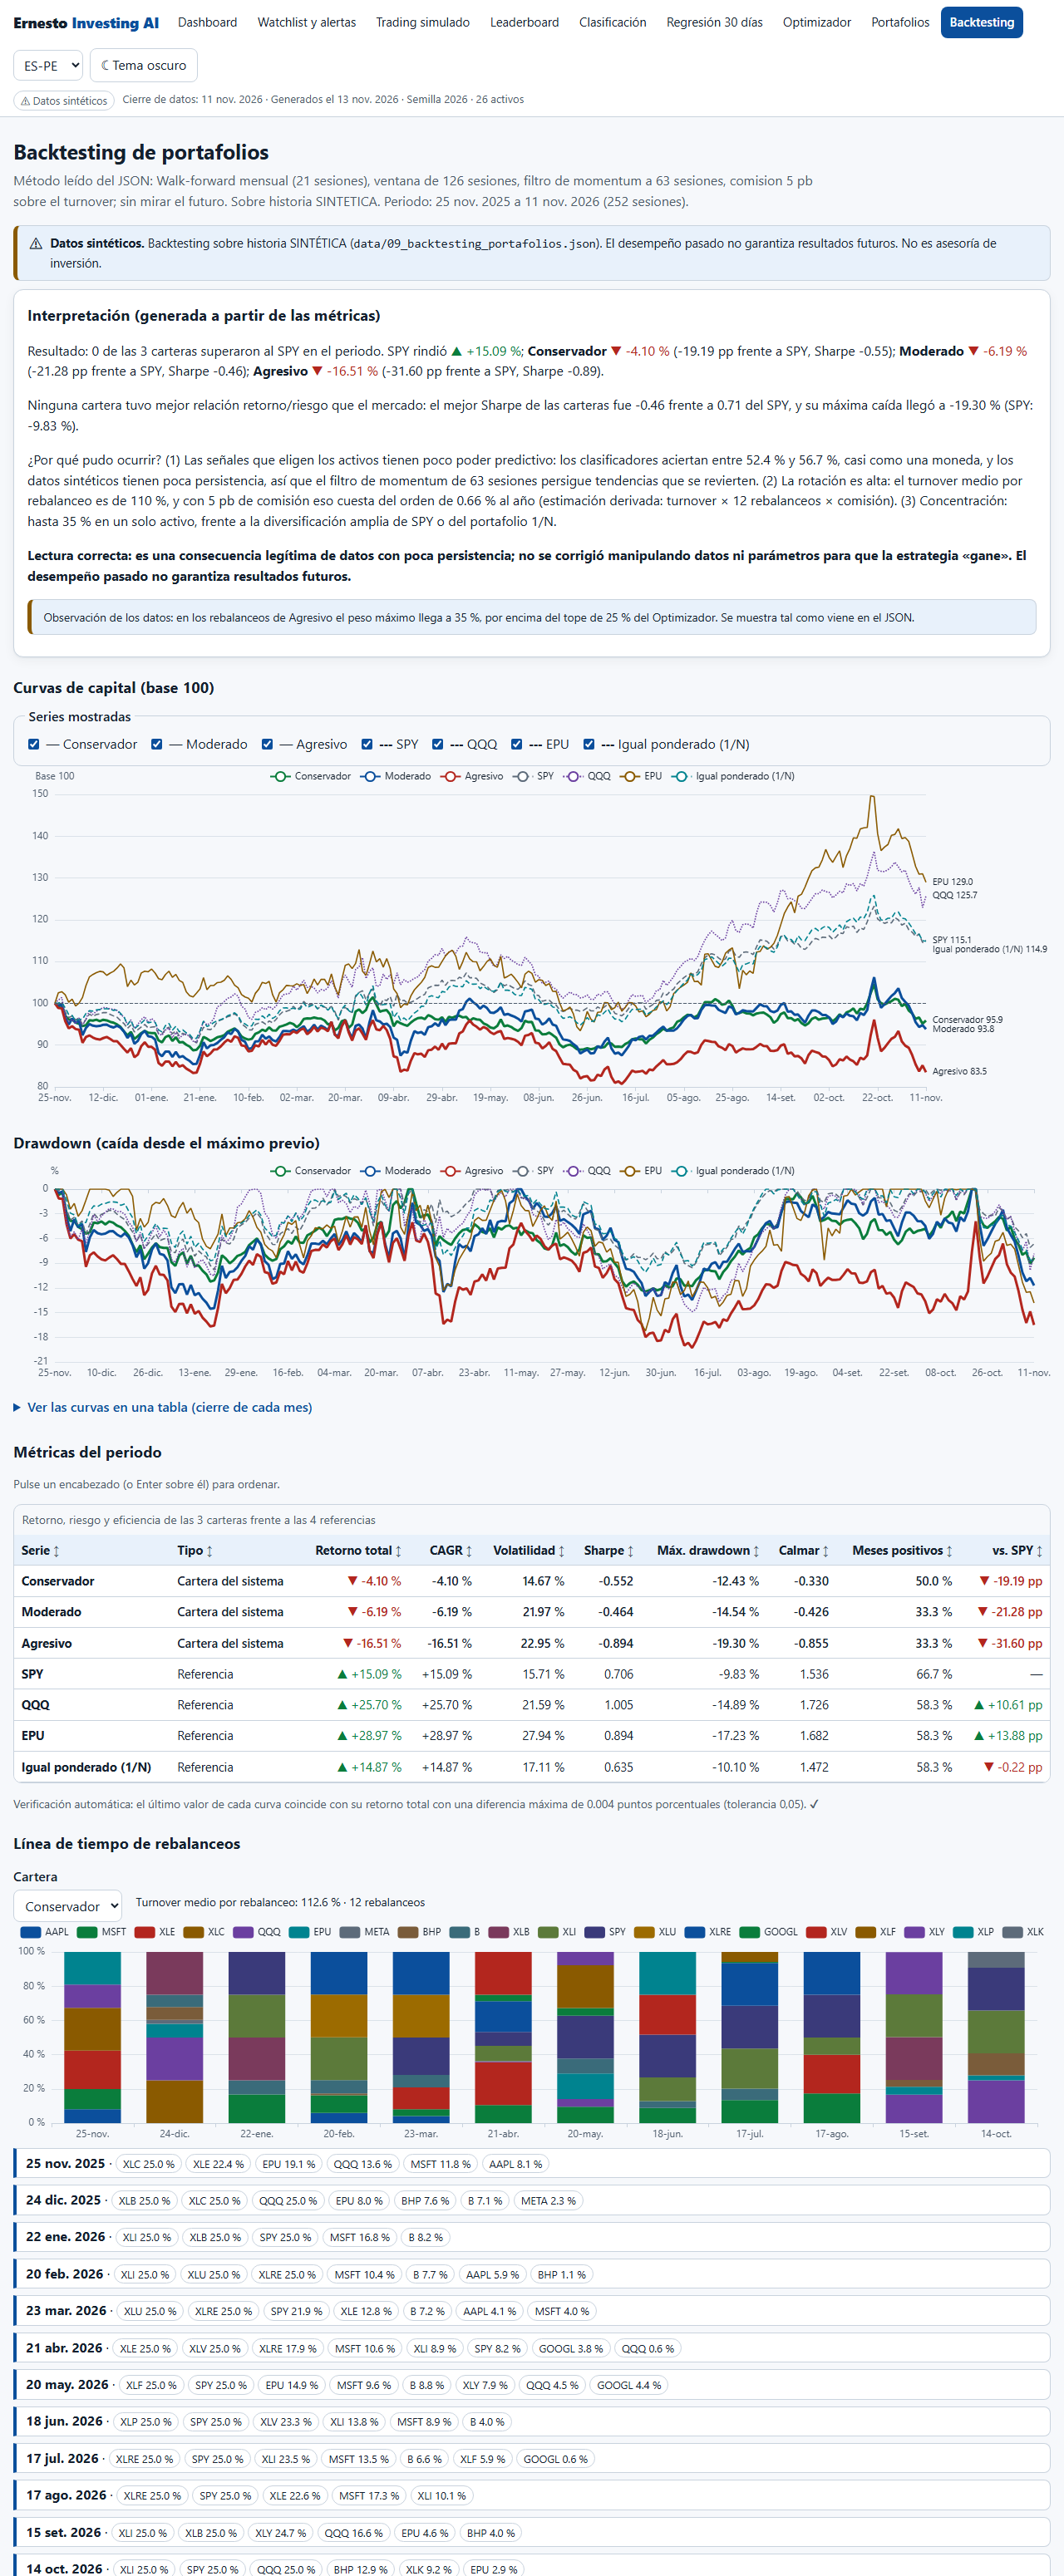 Ernesto Investing AI Dashboard Watchlist y alertas Trading simulado Leaderboard Clasificación Regresión 30 días Optimizador Portafolios Backtesting
ES-PE ☾ Tema oscuro
⚠ Datos sintéticos Cierre de datos: 11 nov. 2026 · Generados el 13 nov. 2026 · Semilla 2026 · 26 activos
Backtesting de portafolios
Método leído del JSON: Walk-forward mensual (21 sesiones), ventana de 126 sesiones, filtro de momentum a 63 sesiones, comision 5 pb
sobre el turnover; sin mirar el futuro. Sobre historia SINTETICA. Periodo: 25 nov. 2025 a 11 nov. 2026 (252 sesiones).
⚠ Datos sintéticos. Backtesting sobre historia SINTÉTICA (data/09_backtesting_portafolios.json). El desempeño pasado no garantiza resultados futuros. No es asesoría de
inversión.
Interpretación (generada a partir de las métricas)
Resultado: 0 de las 3 carteras superaron al SPY en el periodo. SPY rindió ▲ +15.09 %; Conservador ▼ -4.10 % (-19.19 pp frente a SPY, Sharpe -0.55); Moderado ▼ -6.19 %
(-21.28 pp frente a SPY, Sharpe -0.46); Agresivo ▼ -16.51 % (-31.60 pp frente a SPY, Sharpe -0.89).
Ninguna cartera tuvo mejor relación retorno/riesgo que el mercado: el mejor Sharpe de las carteras fue -0.46 frente a 0.71 del SPY, y su máxima caída llegó a -19.30 % (SPY:
-9.83 %).
¿Por qué pudo ocurrir? (1) Las señales que eligen los activos tienen poco poder predictivo: los clasificadores aciertan entre 52.4 % y 56.7 %, casi como una moneda, y los
datos sintéticos tienen poca persistencia, así que el filtro de momentum de 63 sesiones persigue tendencias que se revierten. (2) La rotación es alta: el turnover medio por
rebalanceo es de 110 %, y con 5 pb de comisión eso cuesta del orden de 0.66 % al año (estimación derivada: turnover × 12 rebalanceos × comisión). (3) Concentración:
hasta 35 % en un solo activo, frente a la diversificación amplia de SPY o del portafolio 1/N.
Lectura correcta: es una consecuencia legítima de datos con poca persistencia; no se corrigió manipulando datos ni parámetros para que la estrategia «gane». El
desempeño pasado no garantiza resultados futuros.
Observación de los datos: en los rebalanceos de Agresivo el peso máximo llega a 35 %, por encima del tope de 25 % del Optimizador. Se muestra tal como viene en el JSON.
Curvas de capital (base 100)
Series mostradas
— Conservador — Moderado — Agresivo --- SPY --- QQQ --- EPU --- Igual ponderado (1/N)
Base 100 Conservador Moderado Agresivo SPY QQQ EPU Igual ponderado (1/N)
150
140
130
EPU 129.0
QQQ 125.7
120
SPY 115.1
Igual ponderado (1/N) 114.9
110
100
Conservador 95.9
Moderado 93.8
90
Agresivo 83.5
80
25-nov. 12-dic. 01-ene. 21-ene. 10-feb. 02-mar. 20-mar. 09-abr. 29-abr. 19-may. 08-jun. 26-jun. 16-jul. 05-ago. 25-ago. 14-set. 02-oct. 22-oct. 11-nov.
Drawdown (caída desde el máximo previo)
% Conservador Moderado Agresivo SPY QQQ EPU Igual ponderado (1/N)
0
-3
-6
-9
-12
-15
-18
-21
25-nov. 10-dic. 26-dic. 13-ene. 29-ene. 16-feb. 04-mar. 20-mar. 07-abr. 23-abr. 11-may. 27-may. 12-jun. 30-jun. 16-jul. 03-ago. 19-ago. 04-set. 22-set. 08-oct. 26-oct. 11-nov.
▶ Ver las curvas en una tabla (cierre de cada mes)
Métricas del periodo
Pulse un encabezado (o Enter sobre él) para ordenar.
Retorno, riesgo y eficiencia de las 3 carteras frente a las 4 referencias
Serie ↕ Tipo ↕ Retorno total ↕ CAGR ↕ Volatilidad ↕ Sharpe ↕ Máx. drawdown ↕ Calmar ↕ Meses positivos ↕ vs. SPY ↕
Conservador Cartera del sistema ▼ -4.10 % -4.10 % 14.67 % -0.552 -12.43 % -0.330 50.0 % ▼ -19.19 pp
Moderado Cartera del sistema ▼ -6.19 % -6.19 % 21.97 % -0.464 -14.54 % -0.426 33.3 % ▼ -21.28 pp
Agresivo Cartera del sistema ▼ -16.51 % -16.51 % 22.95 % -0.894 -19.30 % -0.855 33.3 % ▼ -31.60 pp
SPY Referencia ▲ +15.09 % +15.09 % 15.71 % 0.706 -9.83 % 1.536 66.7 % —
QQQ Referencia ▲ +25.70 % +25.70 % 21.59 % 1.005 -14.89 % 1.726 58.3 % ▲ +10.61 pp
EPU Referencia ▲ +28.97 % +28.97 % 27.94 % 0.894 -17.23 % 1.682 58.3 % ▲ +13.88 pp
Igual ponderado (1/N) Referencia ▲ +14.87 % +14.87 % 17.11 % 0.635 -10.10 % 1.472 58.3 % ▼ -0.22 pp
Verificación automática: el último valor de cada curva coincide con su retorno total con una diferencia máxima de 0.004 puntos porcentuales (tolerancia 0,05). ✓
Línea de tiempo de rebalanceos
Cartera
Conservador Turnover medio por rebalanceo: 112.6 % · 12 rebalanceos
AAPL MSFT XLE XLC QQQ EPU META BHP B XLB XLI SPY XLU XLRE GOOGL XLV XLF XLY XLP XLK
100 %
80 %
60 %
40 %
20 %
0 %
25-nov. 24-dic. 22-ene. 20-feb. 23-mar. 21-abr. 20-may. 18-jun. 17-jul. 17-ago. 15-set. 14-oct.
25 nov. 2025 · XLC 25.0 % XLE 22.4 % EPU 19.1 % QQQ 13.6 % MSFT 11.8 % AAPL 8.1 %
24 dic. 2025 · XLB 25.0 % XLC 25.0 % QQQ 25.0 % EPU 8.0 % BHP 7.6 % B 7.1 % META 2.3 %
22 ene. 2026 · XLI 25.0 % XLB 25.0 % SPY 25.0 % MSFT 16.8 % B 8.2 %
20 feb. 2026 · XLI 25.0 % XLU 25.0 % XLRE 25.0 % MSFT 10.4 % B 7.7 % AAPL 5.9 % BHP 1.1 %
23 mar. 2026 · XLU 25.0 % XLRE 25.0 % SPY 21.9 % XLE 12.8 % B 7.2 % AAPL 4.1 % MSFT 4.0 %
21 abr. 2026 · XLE 25.0 % XLV 25.0 % XLRE 17.9 % MSFT 10.6 % XLI 8.9 % SPY 8.2 % GOOGL 3.8 % QQQ 0.6 %
20 may. 2026 · XLF 25.0 % SPY 25.0 % EPU 14.9 % MSFT 9.6 % B 8.8 % XLY 7.9 % QQQ 4.5 % GOOGL 4.4 %
18 jun. 2026 · XLP 25.0 % SPY 25.0 % XLV 23.3 % XLI 13.8 % MSFT 8.9 % B 4.0 %
17 jul. 2026 · XLRE 25.0 % SPY 25.0 % XLI 23.5 % MSFT 13.5 % B 6.6 % XLF 5.9 % GOOGL 0.6 %
17 ago. 2026 · XLRE 25.0 % SPY 25.0 % XLE 22.6 % MSFT 17.3 % XLI 10.1 %
15 set. 2026 · XLI 25.0 % XLB 25.0 % XLY 24.7 % QQQ 16.6 % EPU 4.6 % BHP 4.0 %
14 oct. 2026 · XLI 25.0 % SPY 25.0 % QQQ 25.0 % BHP 12.9 % XLK 9.2 % EPU 2.9 %